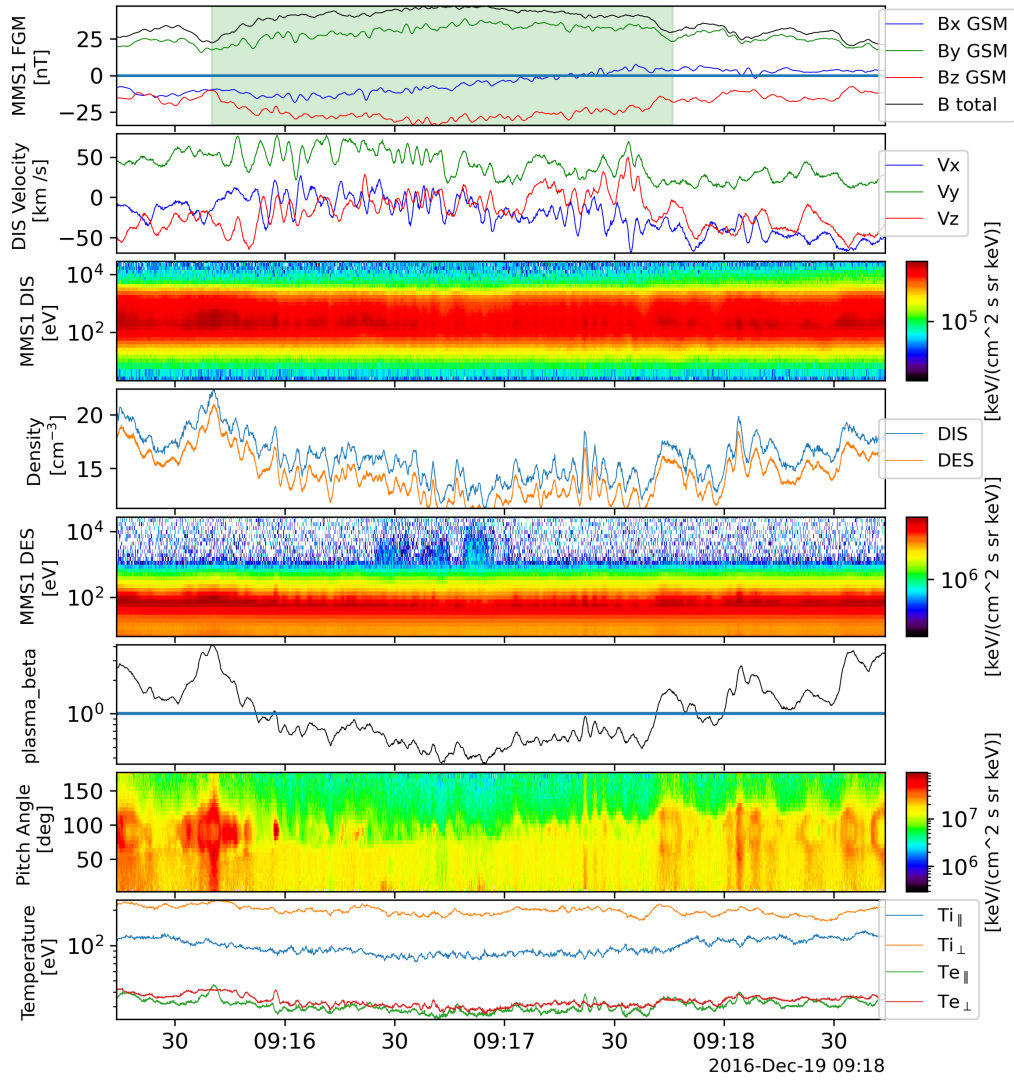 MMS1 FGM
[nT]
25
0
−25
Bx GSM
By GSM
Bz GSM
B total
DIS Velocity
[km /s]
50
0
−50
Vx
Vy
Vz
MMS1 DIS
[eV]
10^4
10^2
10^5
[keV/(cm^2 s sr keV)]
Density
[cm^{−3}]
20
15
DIS
DES
MMS1 DES
[eV]
10^4
10^2
10^6
[keV/(cm^2 s sr keV)]
plasma_beta
10^0
Pitch Angle
[deg]
150
100
50
10^7
10^6
[keV/(cm^2 s sr keV)]
Temperature
[eV]
10^2
Ti_∥
Ti_⊥
Te_∥
Te_⊥
30
09:16
30
09:17
30
09:18
30
2016-Dec-19 09:18